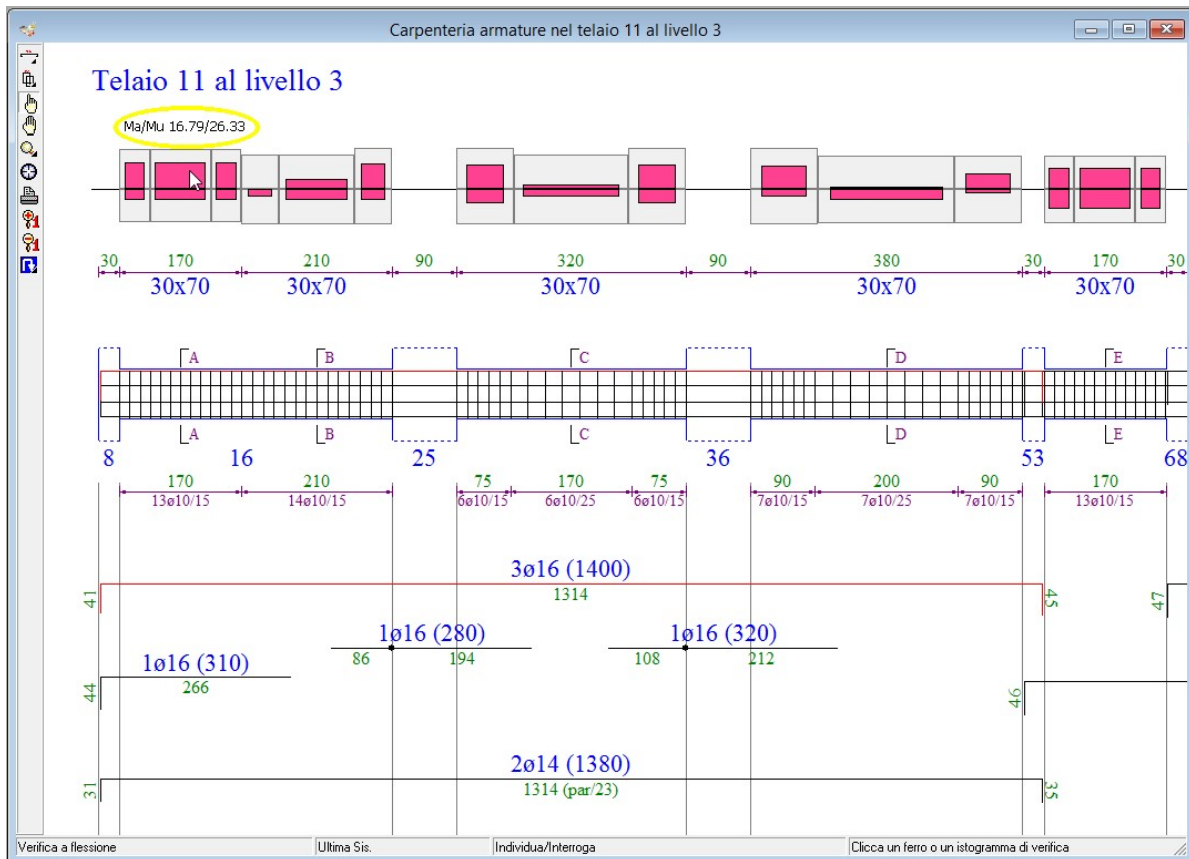 Carpenteria armature nel telaio 11 al livello 3
Telaio 11 al livello 3
Ma/Mu 16.79/26.33
30 170 210 90 320 90 380 30 170 30
30x70 30x70 30x70 30x70 30x70
A B C D E
A B C D E
8 16 25 36 53 68
170 210 75 170 75 90 200 90 170
13ø10/15 14ø10/15 6ø10/15 6ø10/25 6ø10/15 7ø10/15 7ø10/25 7ø10/15 13ø10/15
3ø16 (1400)
41 1314 45 47
1ø16 (280) 1ø16 (320)
86 194 108 212
1ø16 (310)
44 266 46
2ø14 (1380)
31 1314 (par/23) 35
Verifica a flessione Ultima Sis. Individua/Interroga Clicca un ferro o un istogramma di verifica